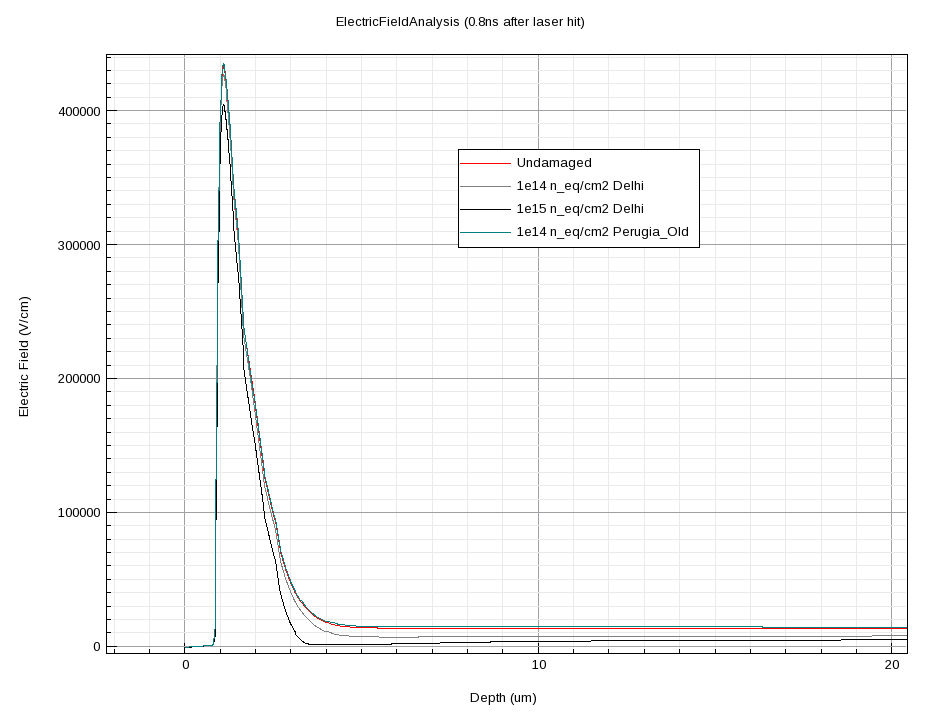 ElectricFieldAnalysis (0.8ns after laser hit)
Electric Field (V/cm)
400000
300000
200000
100000
0
Undamaged
1e14 n_eq/cm2 Delhi
1e15 n_eq/cm2 Delhi
1e14 n_eq/cm2 Perugia_Old
0
10
20
Depth (um)